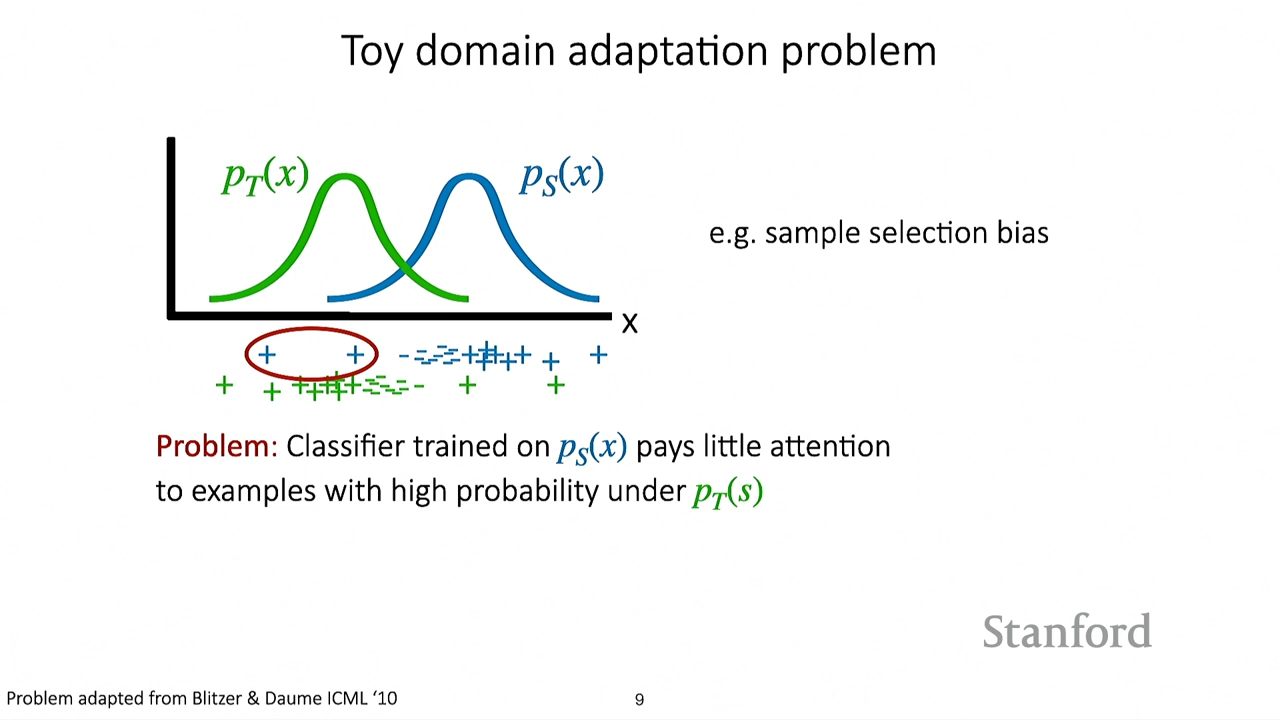 Toy domain adaptation problem
p_T(x)
p_S(x)
e.g. sample selection bias
x
Problem: Classifier trained on p_S(x) pays little attention
to examples with high probability under p_T(s)
Stanford
Problem adapted from Blitzer & Daume ICML ‘10
9